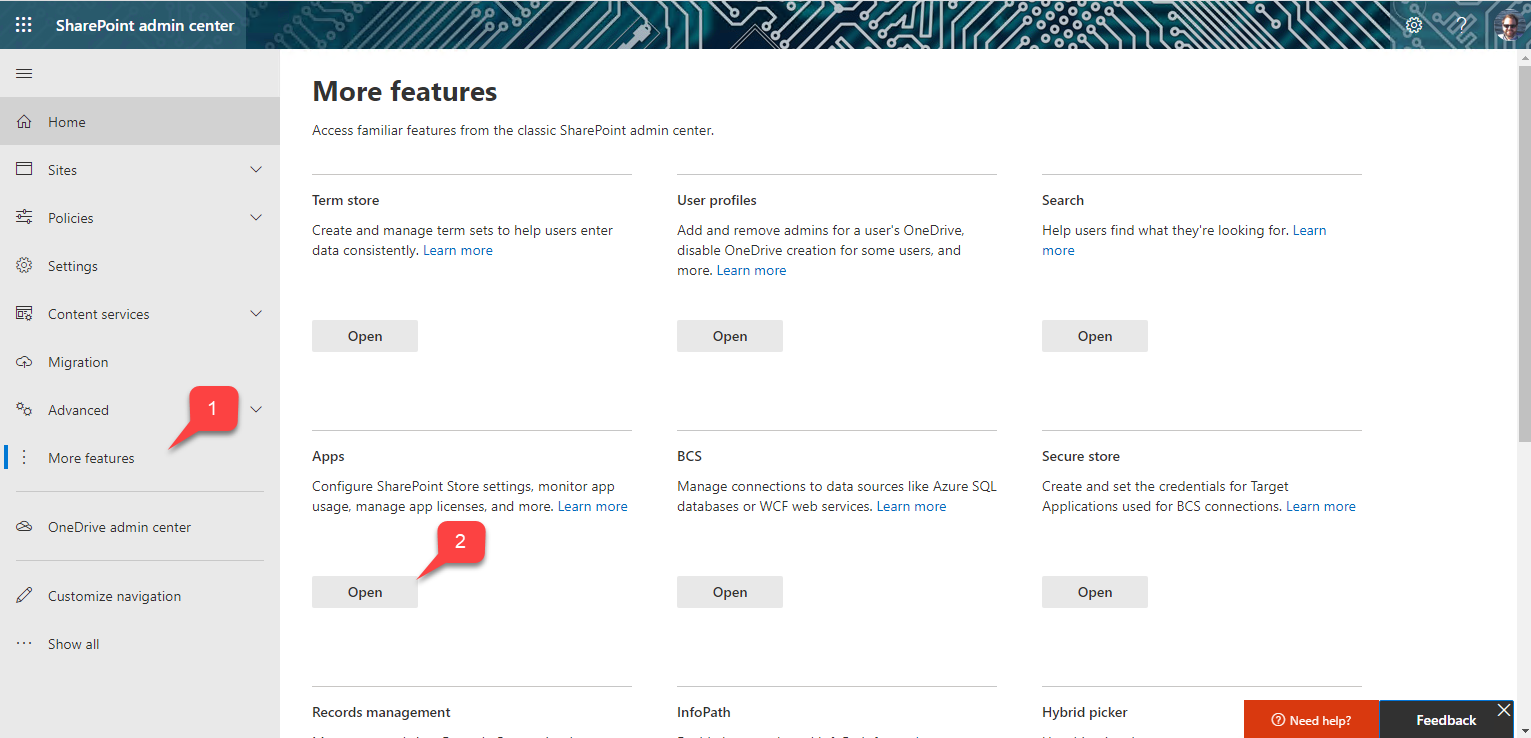 SharePoint admin center
?
Home
Sites
Policies
Settings
Content services
Migration
Advanced
1
More features
OneDrive admin center
Customize navigation
Show all
More features
Access familiar features from the classic SharePoint admin center.
Term store
Create and manage term sets to help users enter
data consistently. Learn more
Open
User profiles
Add and remove admins for a user's OneDrive,
disable OneDrive creation for some users, and
more. Learn more
Open
Search
Help users find what they're looking for. Learn
more
Open
Apps
Configure SharePoint Store settings, monitor app
usage, manage app licenses, and more. Learn more
2
Open
BCS
Manage connections to data sources like Azure SQL
databases or WCF web services. Learn more
Open
Secure store
Create and set the credentials for Target
Applications used for BCS connections. Learn more
Open
Records management
InfoPath
Hybrid picker
Need help?
Feedback